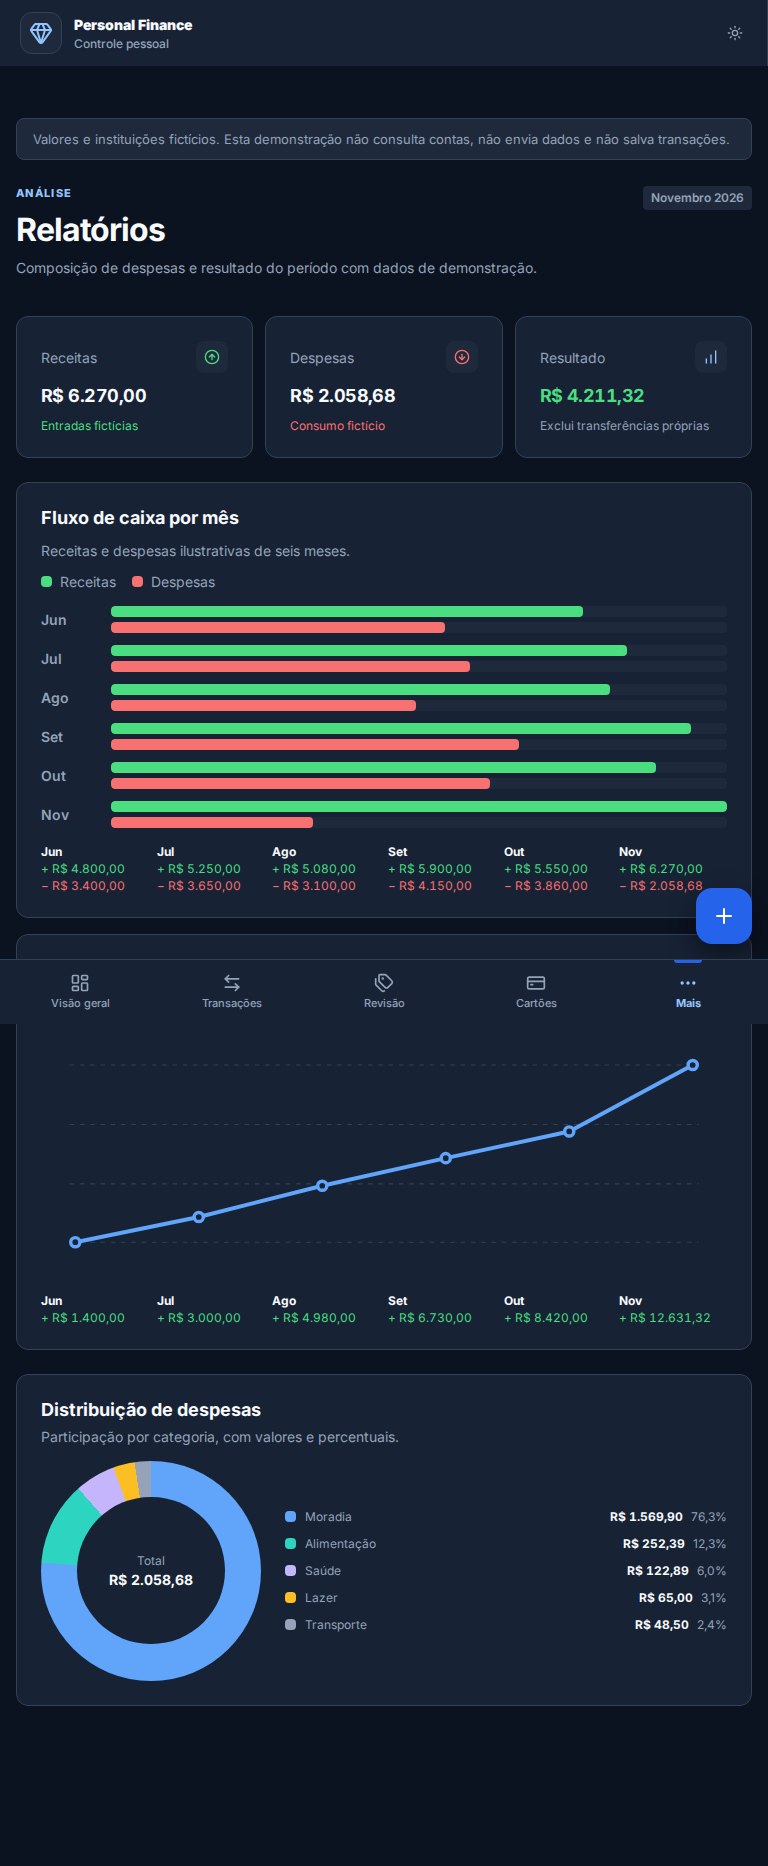 Personal Finance
Controle pessoal
Valores e instituições fictícios. Esta demonstração não consulta contas, não envia dados e não salva transações.
ANÁLISE
Novembro 2026
Relatórios
Composição de despesas e resultado do período com dados de demonstração.
Receitas
R$ 6.270,00
Entradas fictícias
Despesas
R$ 2.058,68
Consumo fictício
Resultado
R$ 4.211,32
Exclui transferências próprias
Fluxo de caixa por mês
Receitas e despesas ilustrativas de seis meses.
Receitas Despesas
Jun
Jul
Ago
Set
Out
Nov
Jun Jul Ago Set Out Nov
+ R$ 4.800,00 + R$ 5.250,00 + R$ 5.080,00 + R$ 5.900,00 + R$ 5.550,00 + R$ 6.270,00
− R$ 3.400,00 − R$ 3.650,00 − R$ 3.100,00 − R$ 4.150,00 − R$ 3.860,00 − R$ 2.058,68
Visão geral Transações Revisão Cartões Mais
Jun Jul Ago Set Out Nov
+ R$ 1.400,00 + R$ 3.000,00 + R$ 4.980,00 + R$ 6.730,00 + R$ 8.420,00 + R$ 12.631,32
Distribuição de despesas
Participação por categoria, com valores e percentuais.
Total
R$ 2.058,68
Moradia R$ 1.569,90 76,3%
Alimentação R$ 252,39 12,3%
Saúde R$ 122,89 6,0%
Lazer R$ 65,00 3,1%
Transporte R$ 48,50 2,4%